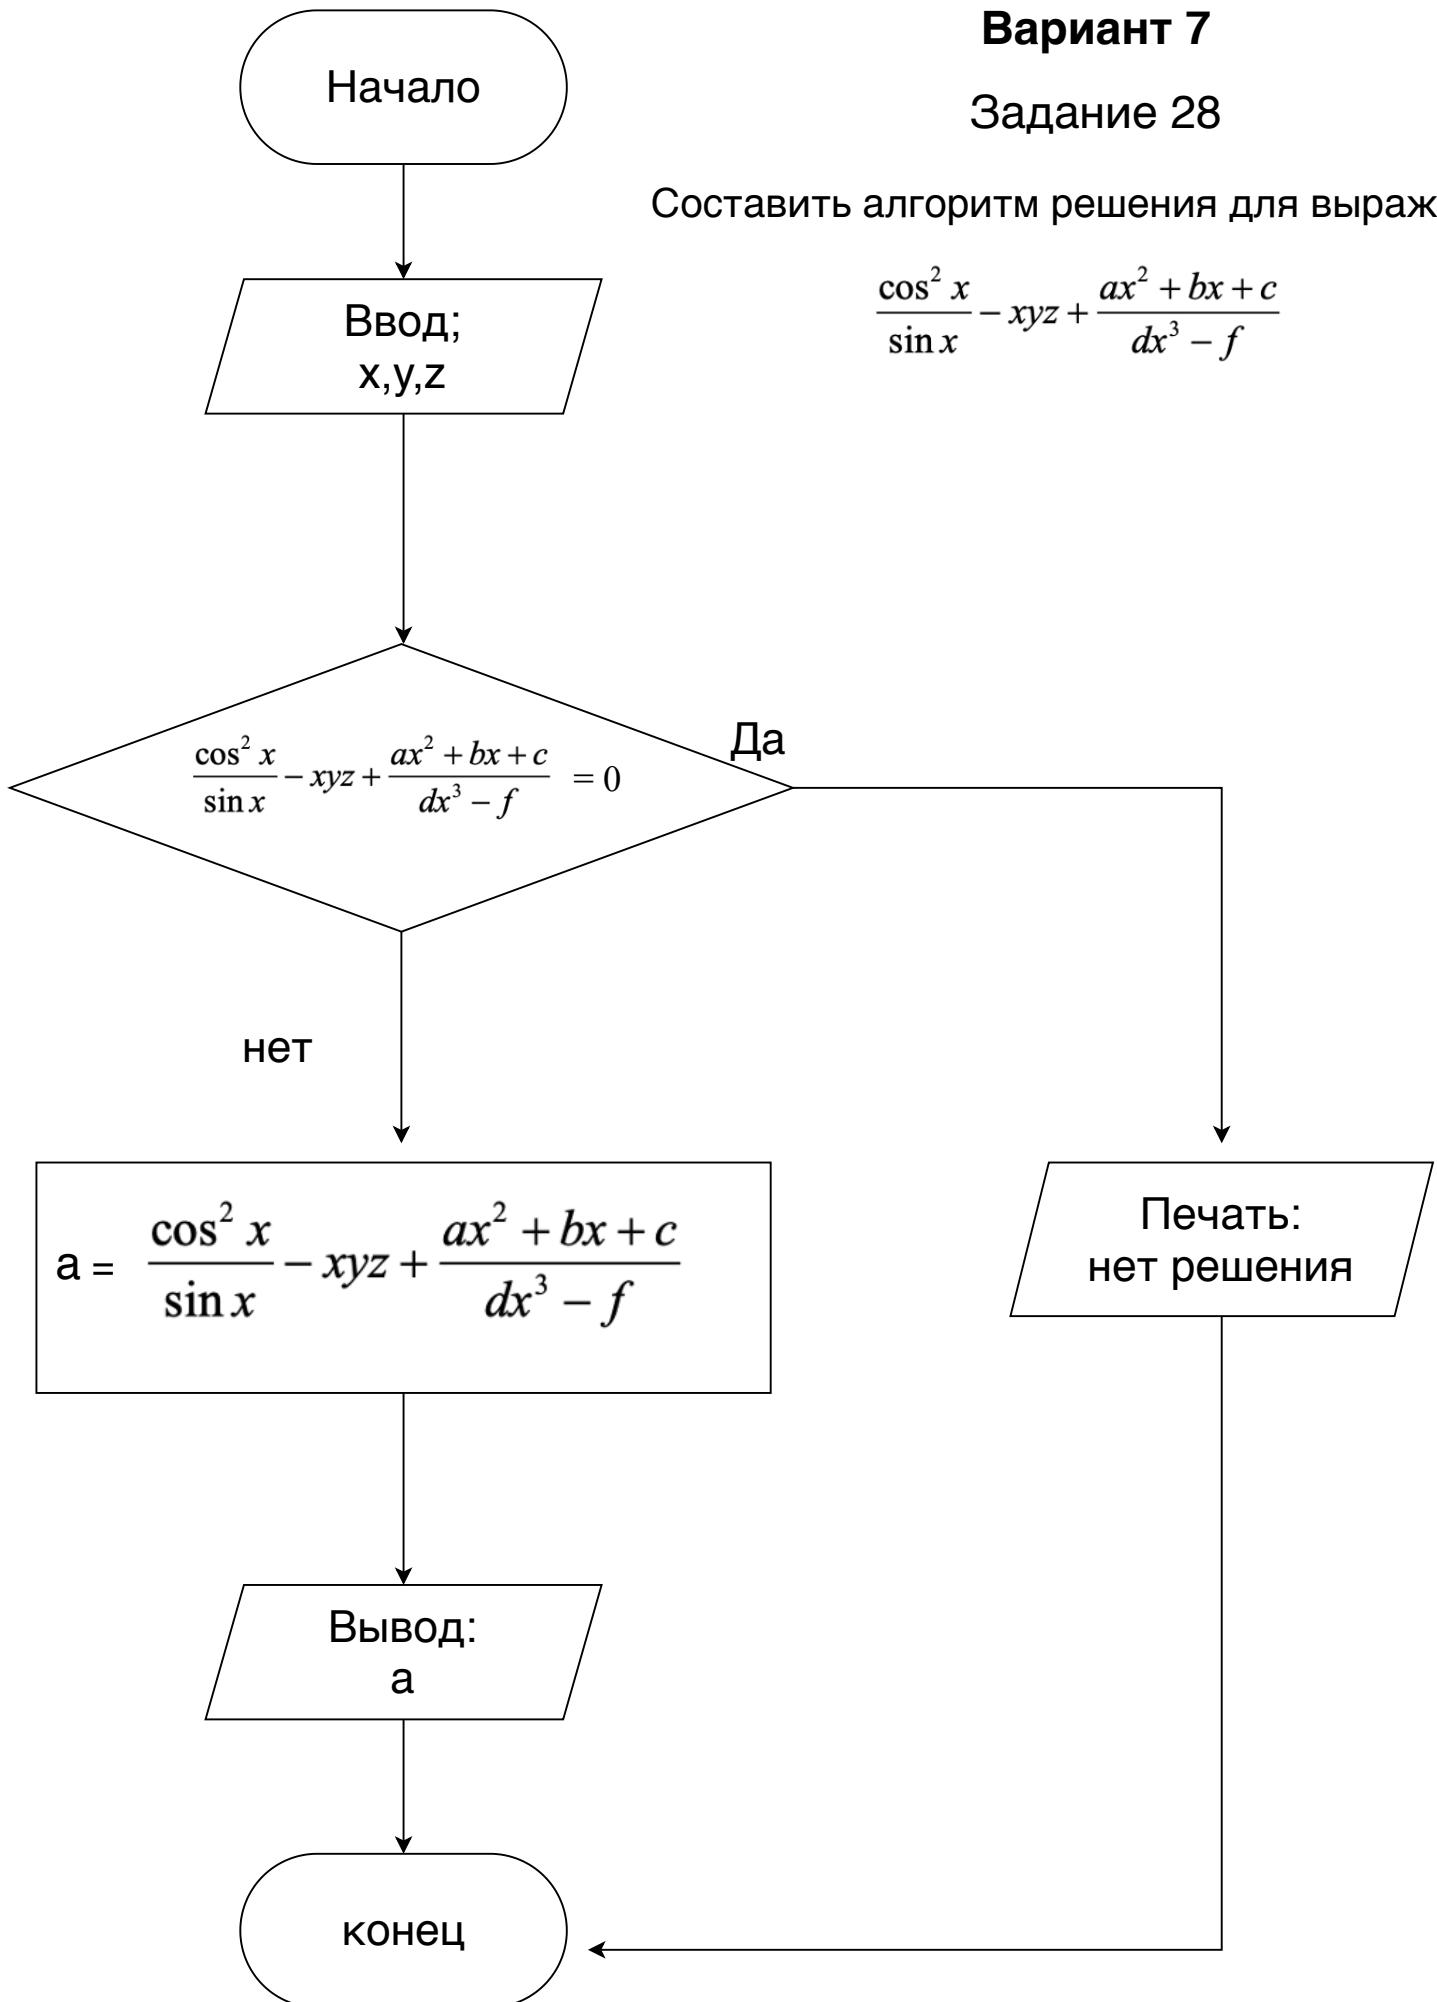 Вариант 7
Начало
Задание 28
Составить алгоритм решения для выраж
cos² x / sin x − xyz + (ax² + bx + c) / (dx³ − f)
Ввод;
x,y,z
Да
cos² x / sin x − xyz + (ax² + bx + c) / (dx³ − f) = 0
нет
a = cos² x / sin x − xyz + (ax² + bx + c) / (dx³ − f)
Печать:
нет решения
Вывод:
a
конец